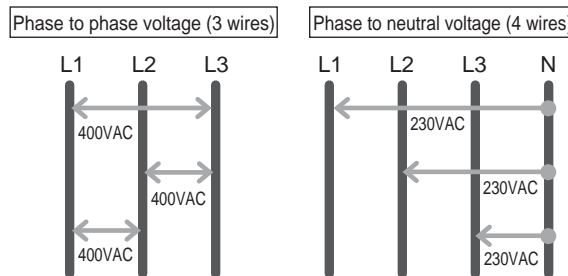 Phase to phase voltage (3 wires)
L1 L2 L3
400VAC
400VAC
400VAC
Phase to neutral voltage (4 wires)
L1 L2 L3 N
230VAC
230VAC
230VAC